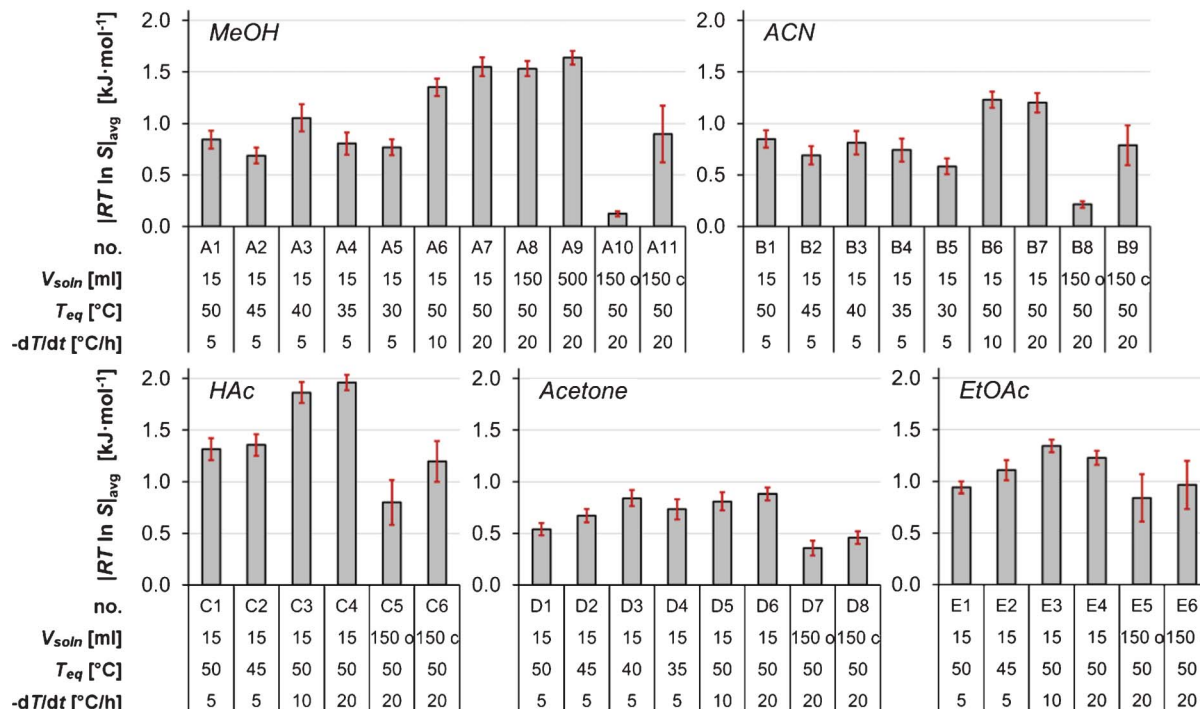 MeOH
|RT ln S|avg [kJ·mol-1]
2.0
1.5
1.0
0.5
0.0
no. A1 A2 A3 A4 A5 A6 A7 A8 A9 A10 A11
Vsoln [ml] 15 15 15 15 15 15 15 150 500 150 o 150 c
Teq [°C] 50 45 40 35 30 50 50 50 50 50 50
-dT/dt [°C/h] 5 5 5 5 5 10 20 20 20 20 20
ACN
|RT ln S|avg [kJ·mol-1]
2.0
1.5
1.0
0.5
0.0
B1 B2 B3 B4 B5 B6 B7 B8 B9
15 15 15 15 15 15 15 150 o 150 c
50 45 40 35 30 50 50 50 50
5 5 5 5 5 10 20 20 20
HAc
|RT ln S|avg [kJ·mol-1]
2.0
1.5
1.0
0.5
0.0
no. C1 C2 C3 C4 C5 C6
Vsoln [ml] 15 15 15 15 150 o 150 c
Teq [°C] 50 45 50 50 50 50
-dT/dt [°C/h] 5 5 10 20 20 20
Acetone
2.0
1.5
1.0
0.5
0.0
D1 D2 D3 D4 D5 D6 D7 D8
15 15 15 15 15 15 150 o 150 c
50 45 40 35 50 50 50 50
5 5 5 5 10 20 20 20
EtOAc
2.0
1.5
1.0
0.5
0.0
E1 E2 E3 E4 E5 E6
15 15 15 15 150 o 150
50 45 50 50 50 50
5 5 10 20 20 20